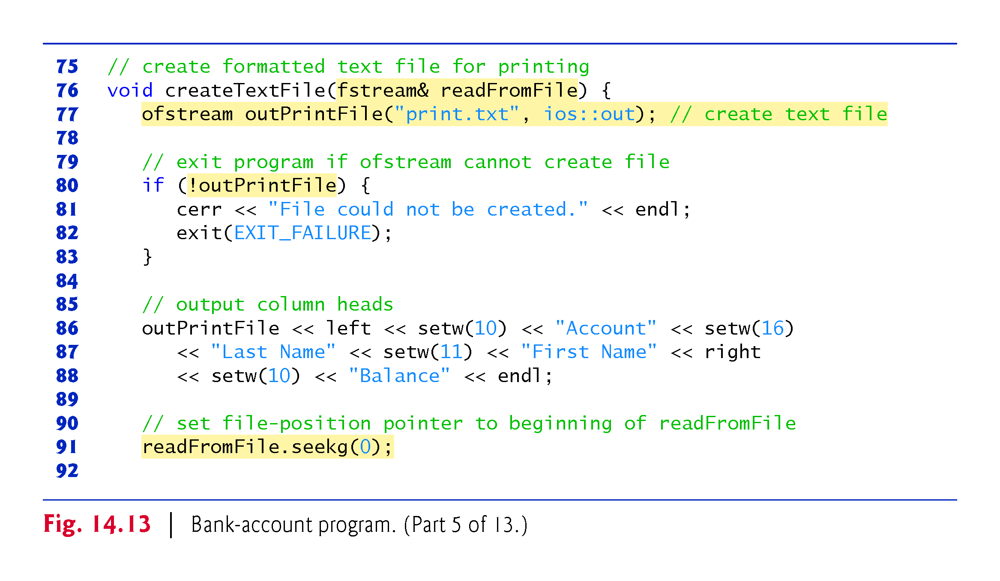 75 // create formatted text file for printing
76 void createTextFile(fstream& readFromFile) {
77 ofstream outPrintFile("print.txt", ios::out); // create text file
78
79 // exit program if ofstream cannot create file
80 if (!outPrintFile) {
81 cerr << "File could not be created." << endl;
82 exit(EXIT_FAILURE);
83 }
84
85 // output column heads
86 outPrintFile << left << setw(10) << "Account" << setw(16)
87 << "Last Name" << setw(11) << "First Name" << right
88 << setw(10) << "Balance" << endl;
89
90 // set file-position pointer to beginning of readFromFile
91 readFromFile.seekg(0);
92
Fig. 14.13 | Bank-account program. (Part 5 of 13.)